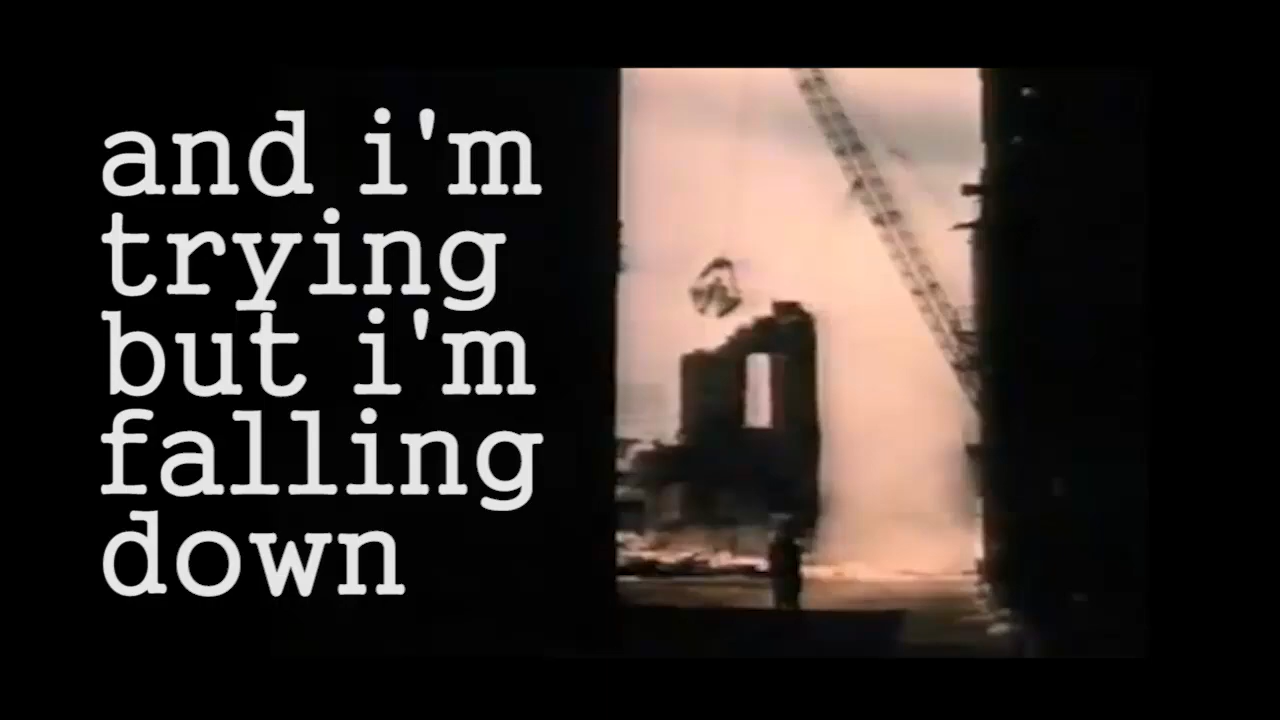 and i'm
trying
but i'm
falling
down